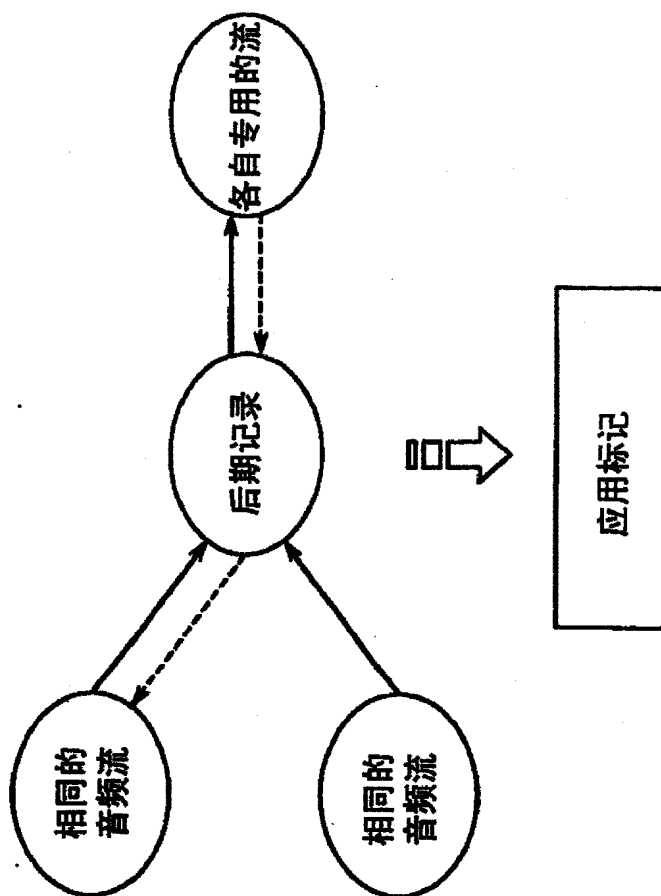 相同的
音频流
相同的
音频流
后期记录
各自专用的流
应用标记